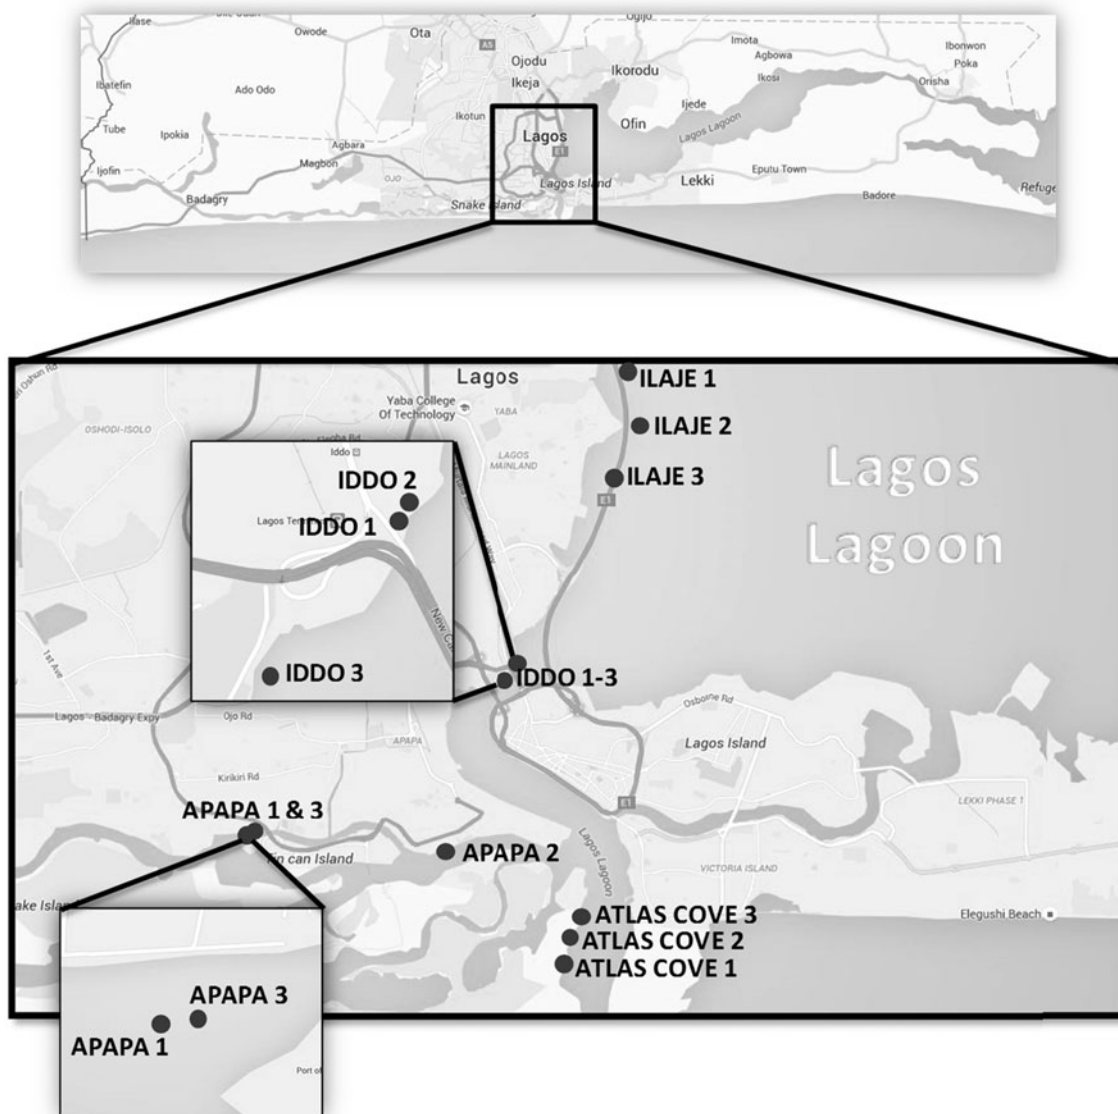 Ilase
Owode
Ota
A5
Ojodu
Ikeja
Ikorodu
Imota
Agbowa
Ikosi
Ibonwon
Poka
Orisha
Ibatefin
Ado Odo
Tube
Ipokia
Ikotun
Lagos
E1
Ofin
Ijede
Lagos Lagoon
Agbara
Magbon
Ijofin
OJO
Lagos Island
Lekki
Eputu Town
Badagry
Snake Island
Badore
Refuge
Lagos
ILAJE 1
Yaba College
Of Technology
YABA
OSHODI-ISOLO
ILAJE 2
Iddo
LAGOS
MAINLAND
Lagos
Lagoon
ILAJE 3
E1
IDDO 2
IDDO 1
IDDO 3
IDDO 1-3
1st Ave
Lagos - Badagry Expy
Ojo Rd
APAPA
Osborne Rd
Lagos Island
Kirikiri Rd
E1
LEKKI PHASE 1
APAPA 1 & 3
Tin can Island
APAPA 2
Lagos Lagoon
VICTORIA ISLAND
ATLAS COVE 3
ATLAS COVE 2
ATLAS COVE 1
Elegushi Beach
APAPA 3
APAPA 1
Port of